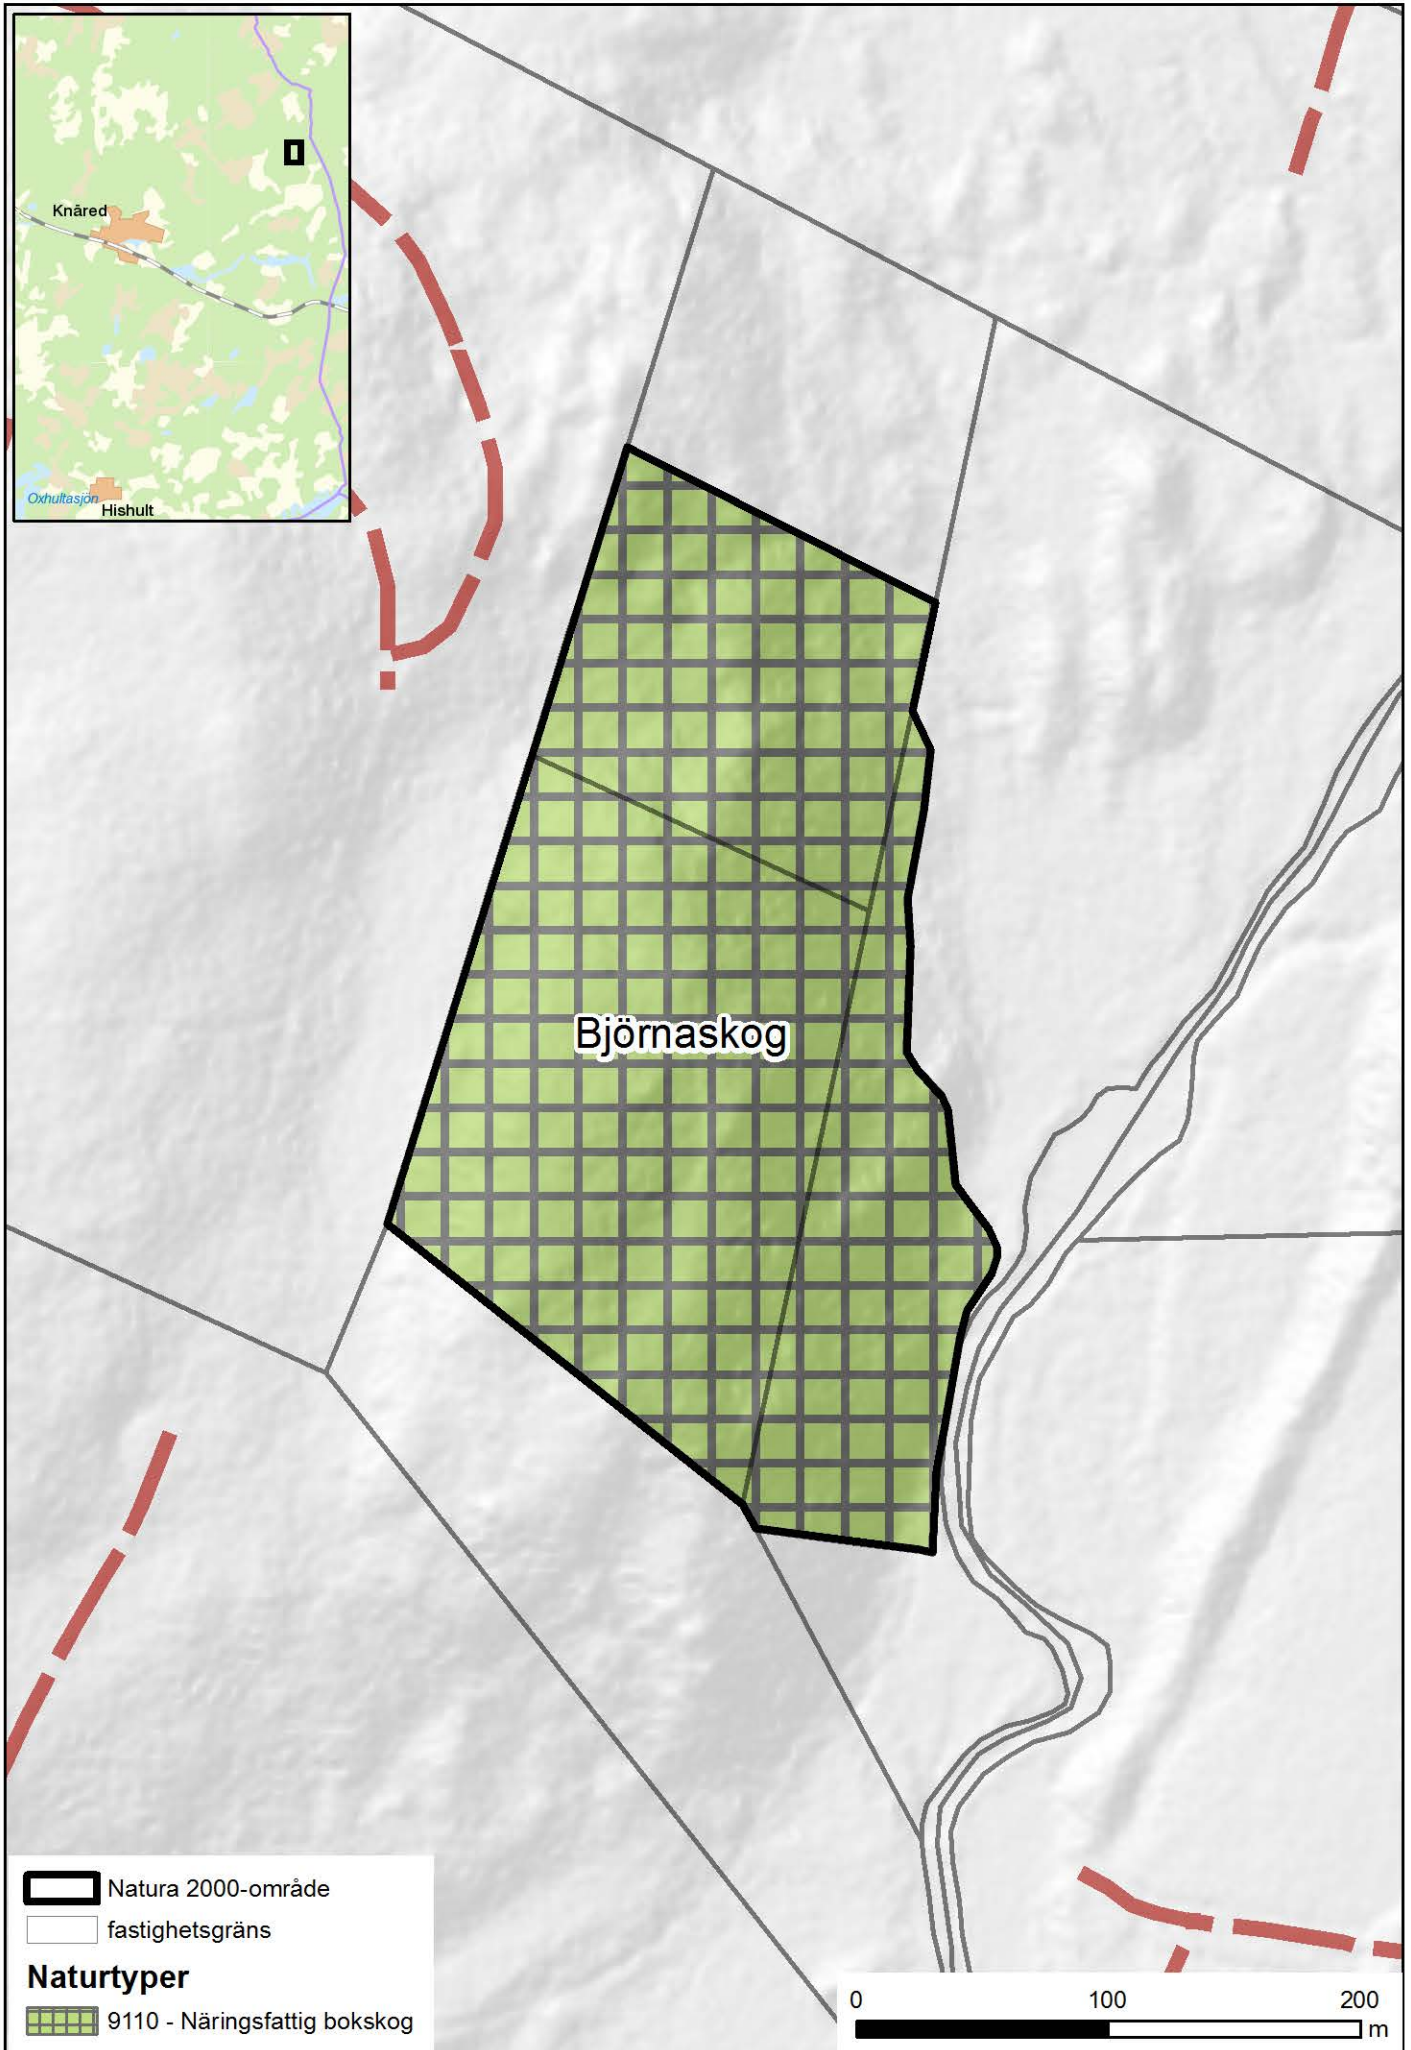 Knäred
Oxhultasjön
Hishult
Björnaskog
Natura 2000-område
fastighetsgräns
Naturtyper
9110 - Näringsfattig bokskog
0 100 200
m